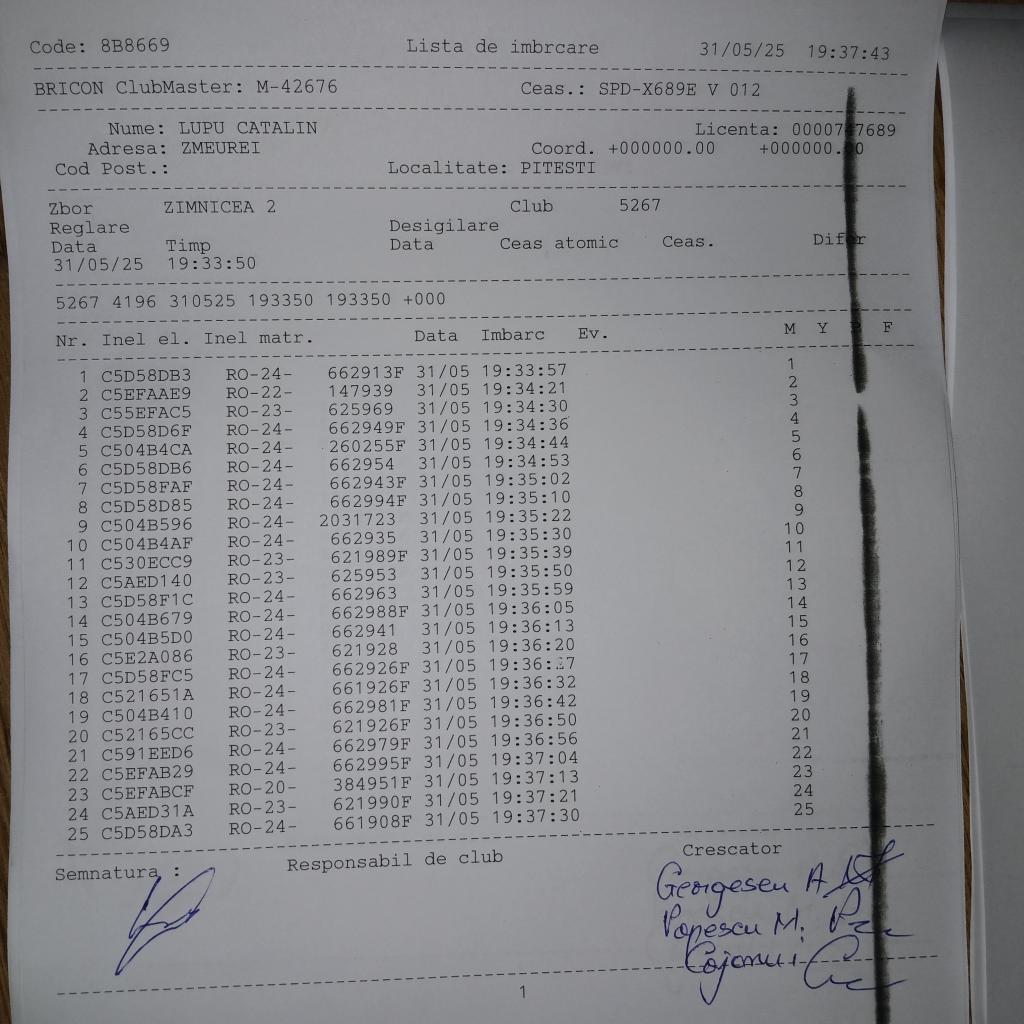 Code: 8B8669 Lista de imbrcare 31/05/25 19:37:43
BRICON ClubMaster: M-42676 Ceas.: SPD-X689E V 012
Nume: LUPU CATALIN Licenta: 0000747689
Adresa: ZMEUREI Coord. +000000.00 +000000.00
Cod Post.: Localitate: PITESTI
Zbor ZIMNICEA 2 Club 5267
Reglare Desigilare
Data Timp Data Ceas atomic Ceas. Difer
31/05/25 19:33:50
5267 4196 310525 193350 193350 +000
Nr. Inel el. Inel matr. Data Imbarc Ev. M Y P F
1 C5D58DB3 RO-24- 662913F 31/05 19:33:57 1
2 C5EFAAE9 RO-22- 147939 31/05 19:34:21 2
3 C55EFAC5 RO-23- 625969 31/05 19:34:30 3
4 C5D58D6F RO-24- 662949F 31/05 19:34:36 4
5 C504B4CA RO-24- 260255F 31/05 19:34:44 5
6 C5D58DB6 RO-24- 662954 31/05 19:34:53 6
7 C5D58FAF RO-24- 662943F 31/05 19:35:02 7
8 C5D58D85 RO-24- 662994F 31/05 19:35:10 8
9 C504B596 RO-24- 2031723 31/05 19:35:22 9
10 C504B4AF RO-24- 662935 31/05 19:35:30 10
11 C530ECC9 RO-23- 621989F 31/05 19:35:39 11
12 C5AED140 RO-23- 625953 31/05 19:35:50 12
13 C5D58F1C RO-24- 662963 31/05 19:35:59 13
14 C504B679 RO-24- 662988F 31/05 19:36:05 14
15 C504B5D0 RO-24- 662941 31/05 19:36:13 15
16 C5E2A086 RO-23- 621928 31/05 19:36:20 16
17 C5D58FC5 RO-24- 662926F 31/05 19:36:27 17
18 C521651A RO-24- 661926F 31/05 19:36:32 18
19 C504B410 RO-24- 662981F 31/05 19:36:42 19
20 C52165CC RO-23- 621926F 31/05 19:36:50 20
21 C591EED6 RO-24- 662979F 31/05 19:36:56 21
22 C5EFAB29 RO-24- 662995F 31/05 19:37:04 22
23 C5EFABCF RO-20- 384951F 31/05 19:37:13 23
24 C5AED31A RO-23- 621990F 31/05 19:37:21 24
25 C5D58DA3 RO-24- 661908F 31/05 19:37:30 25
Semnatura : Responsabil de club Crescator
Georgescu A
Popescu M.
1